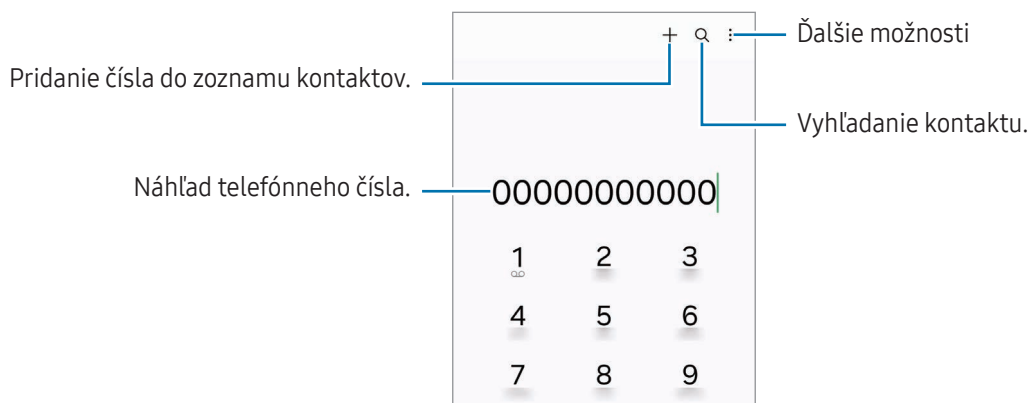 Ďalšie možnosti
Pridanie čísla do zoznamu kontaktov.
Vyhľadanie kontaktu.
Náhľad telefónneho čísla.
00000000000
1 2 3
4 5 6
7 8 9